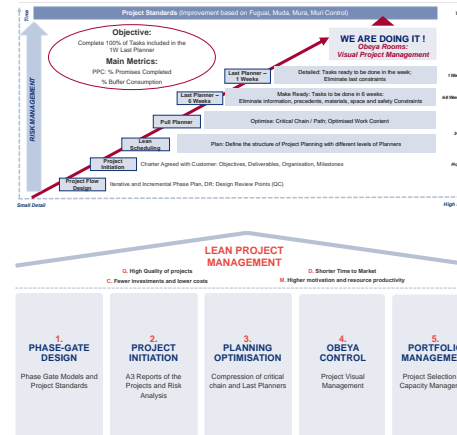 Time
Project Standards (Improvement based on Fuguai, Muda, Mura, Muri Control)
Objective:
Complete 100% of Tasks included in the
1W Last Planner
Main Metrics:
PPC: % Promises Completed
% Buffer Consumption
WE ARE DOING IT !
Obeya Rooms:
Visual Project Management
RISK MANAGEMENT
Last Planner –
1 Weeks
Detailed: Tasks ready to be done in the week;
Eliminate last constraints
Last Planner –
6 Weeks
Make Ready: Tasks to be done in 6 weeks:
Eliminate information, precedents, materials, space and safety Constraints
Pull Planner
Optimise: Critical Chain / Path; Optimised Work Content
Lean
Scheduling
Plan: Define the structure of Project Planning with different levels of Planners
Project
Initiation
Charter Agreed with Customer: Objectives, Deliverables, Organisation, Milestones
Project Flow
Design
Iterative and Incremental Phase Plan, DR: Design Review Points (QC)
Small Detail
High
LEAN PROJECT
MANAGEMENT
Q. High Quality of projects
D. Shorter Time to Market
C. Fewer investments and lower costs
M. Higher motivation and resource productivity
1.
PHASE-GATE
DESIGN
Phase Gate Models and
Project Standards
2.
PROJECT
INITIATION
A3 Reports of the
Projects and Risk
Analysis
3.
PLANNING
OPTIMISATION
Compression of critical
chain and Last Planners
4.
OBEYA
CONTROL
Project Visual
Management
5.
PORTFOLIO
MANAGEME
Project Selection
Capacity Manag